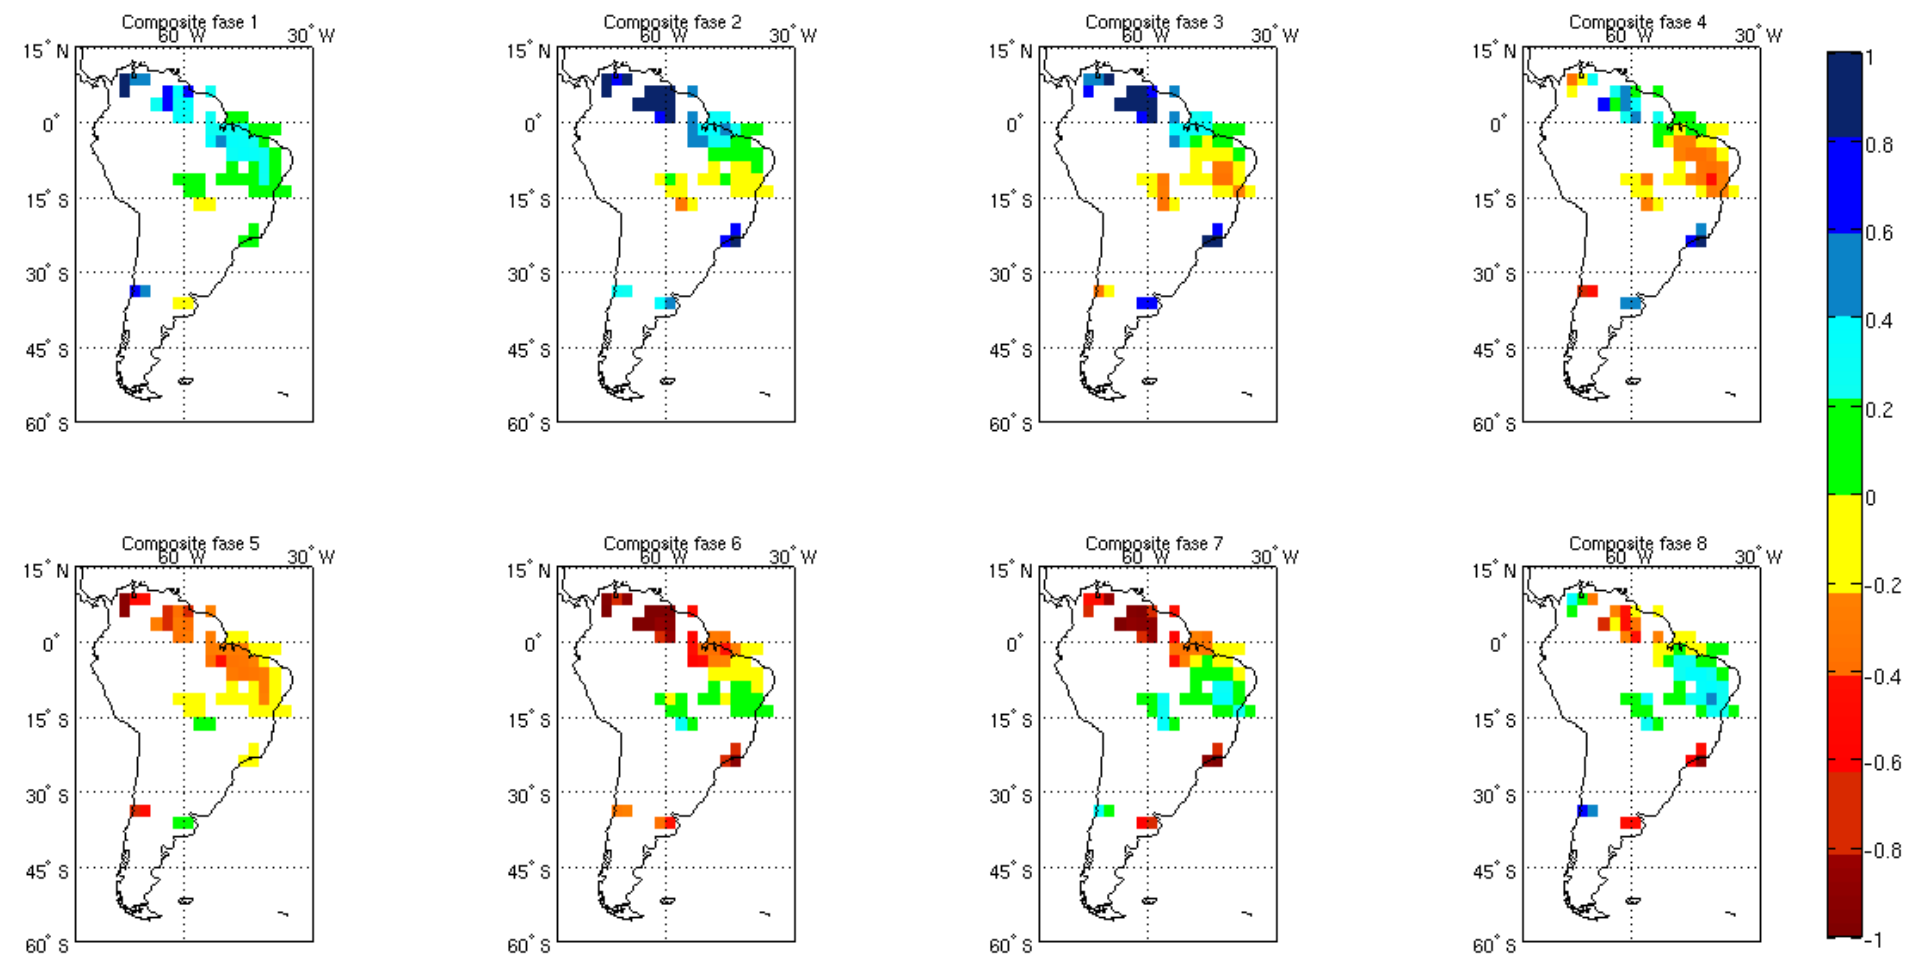 Composite fase 1
60° W
30° W
15° N
0°
15° S
30° S
45° S
60° S
Composite fase 2
60° W
30° W
15° N
0°
15° S
30° S
45° S
60° S
Composite fase 3
60° W
30° W
15° N
0°
15° S
30° S
45° S
60° S
Composite fase 4
60° W
30° W
15° N
0°
15° S
30° S
45° S
60° S
Composite fase 5
60° W
30° W
15° N
0°
15° S
30° S
45° S
60° S
Composite fase 6
60° W
30° W
15° N
0°
15° S
30° S
45° S
60° S
Composite fase 7
60° W
30° W
15° N
0°
15° S
30° S
45° S
60° S
Composite fase 8
60° W
30° W
15° N
0°
15° S
30° S
45° S
60° S
1
0.8
0.6
0.4
0.2
0
-0.2
-0.4
-0.6
-0.8
-1